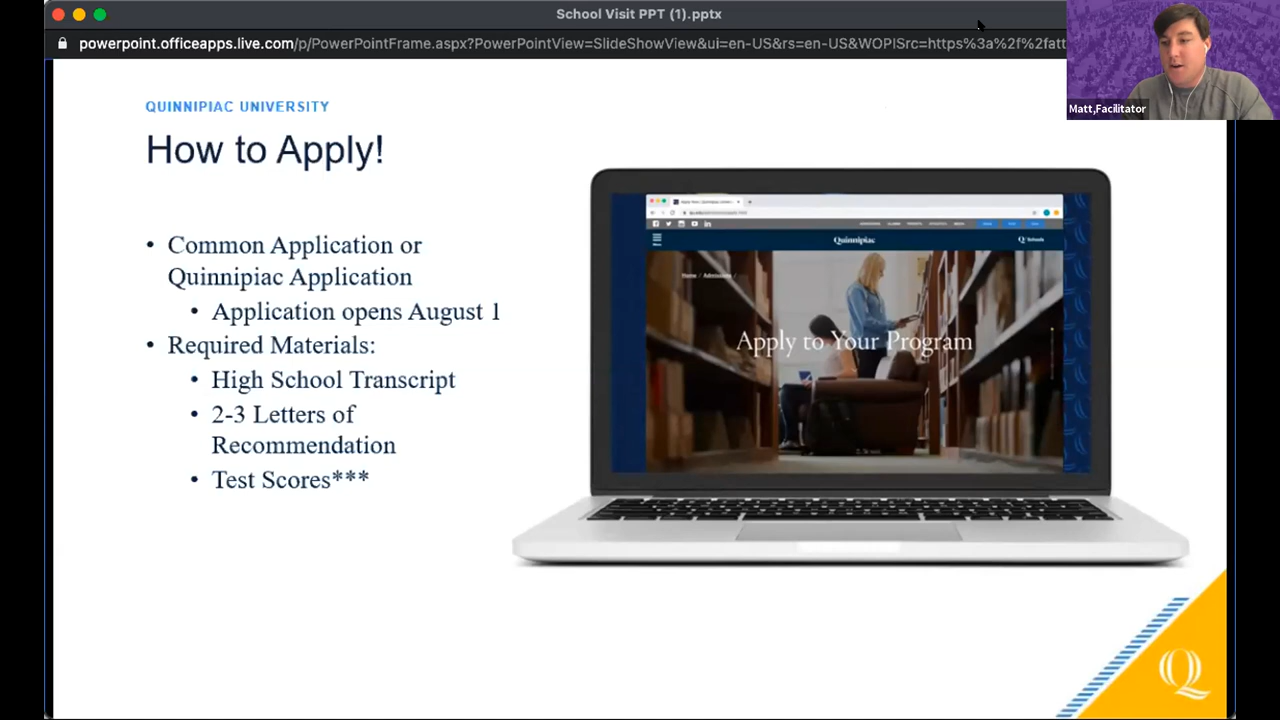 School Visit PPT (1).pptx
powerpoint.officeapps.live.com/p/PowerPointFrame.aspx?PowerPointView=SlideShowView&ui=en-US&rs=en-US&WOPISrc=https%3a%2f%2fatt
Matt,Facilitator
QUINNIPIAC UNIVERSITY
How to Apply!
• Common Application or
Quinnipiac Application
• Application opens August 1
• Required Materials:
• High School Transcript
• 2-3 Letters of
Recommendation
• Test Scores***
Quinnipiac
Home / Admissions /
Apply to Your Program
Q